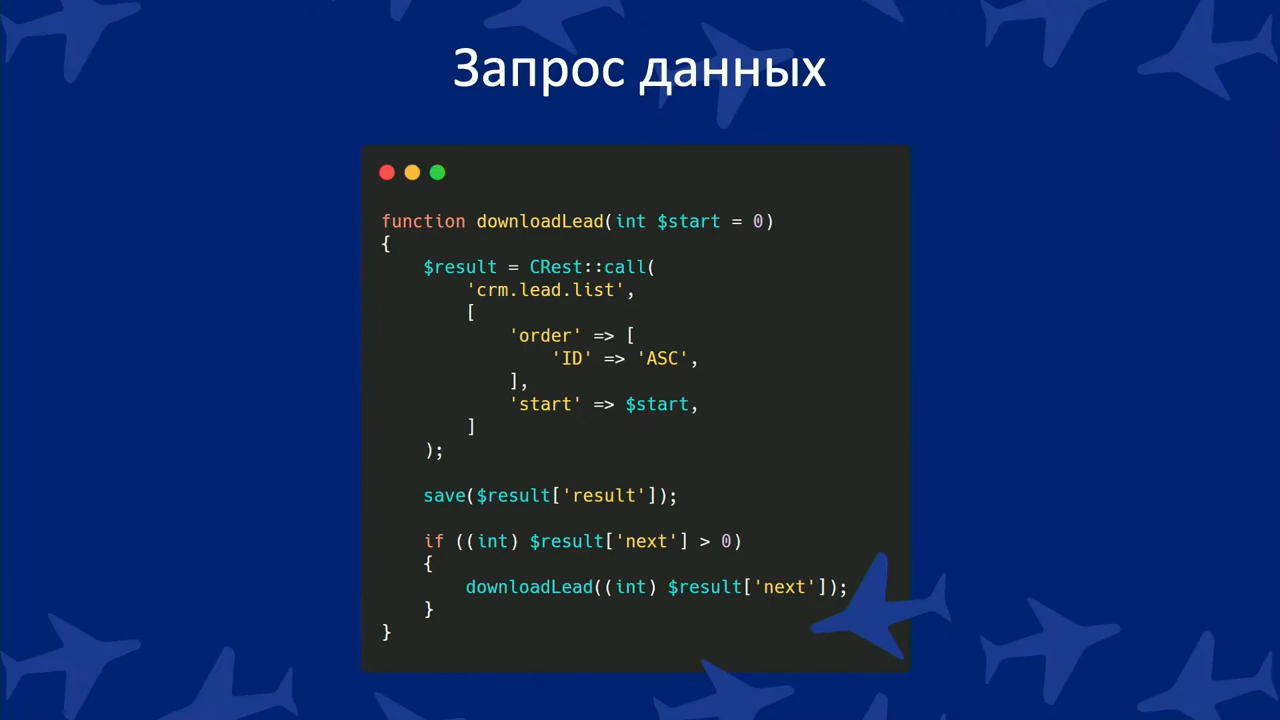 Запрос данных
function downloadLead(int $start = 0)
{
    $result = CRest::call(
        'crm.lead.list',
        [
            'order' => [
                'ID' => 'ASC',
            ],
            'start' => $start,
        ]
    );

    save($result['result']);

    if ((int) $result['next'] > 0)
    {
        downloadLead((int) $result['next']);
    }
}